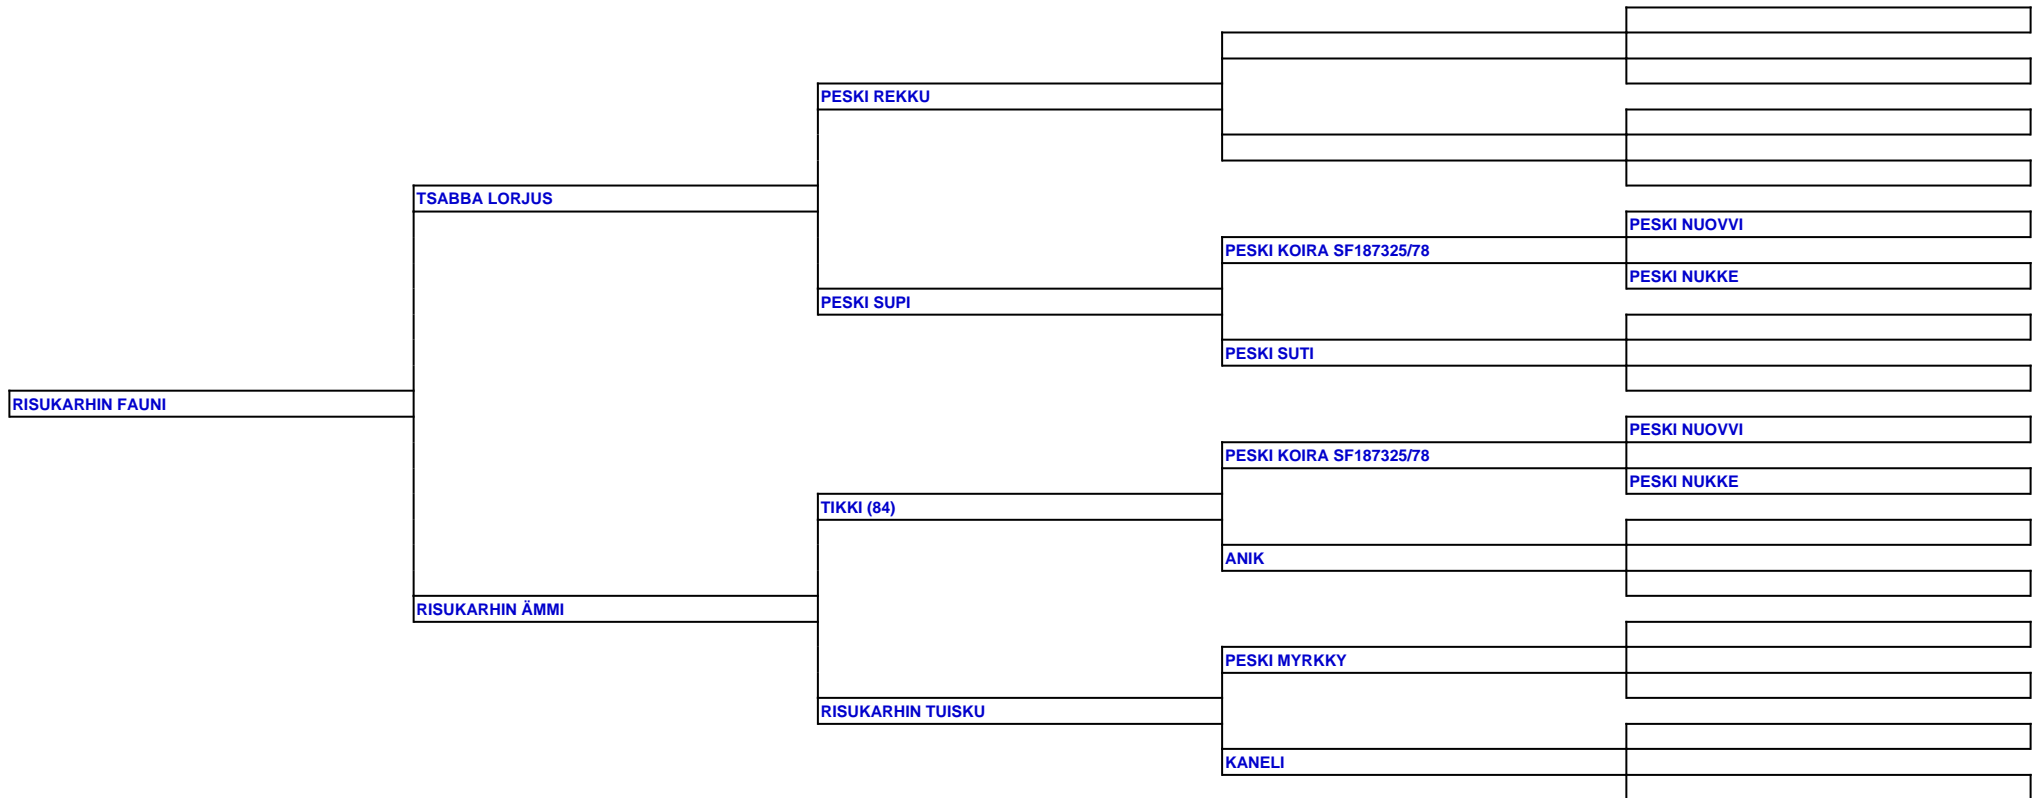 PESKI REKKU
TSABBA LORJUS
PESKI NUOVVI
PESKI KOIRA SF187325/78
PESKI NUKKE
PESKI SUPI
PESKI SUTI
RISUKARHIN FAUNI
PESKI NUOVVI
PESKI KOIRA SF187325/78
PESKI NUKKE
TIKKI (84)
ANIK
RISUKARHIN ÄMMI
PESKI MYRKKY
RISUKARHIN TUISKU
KANELI